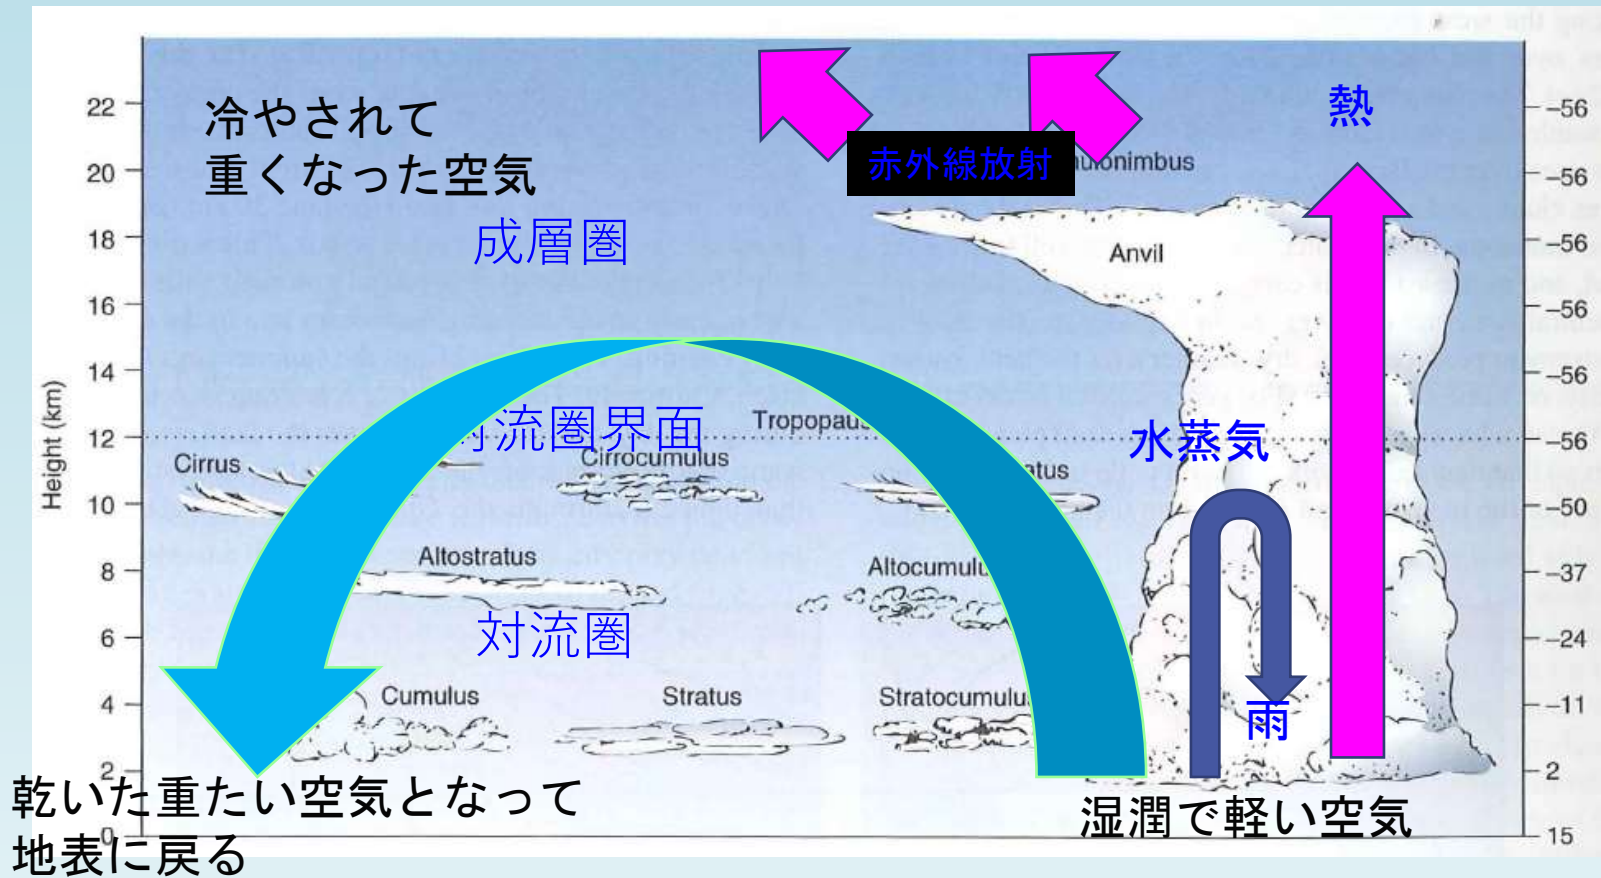 冷やされて
重くなった空気
成層圏
赤外線放射
熱
Anvil
対流圏界面
水蒸気
Cirrus
Cirrocumulus
Altostratus
対流圏
Cumulus
Stratus
雨
乾いた重たい空気となって
地表に戻る
湿潤で軽い空気
Height (km)
22
20
18
16
14
12
10
8
6
4
2
0
-56
-56
-56
-56
-56
-56
-50
-37
-24
-11
2
15